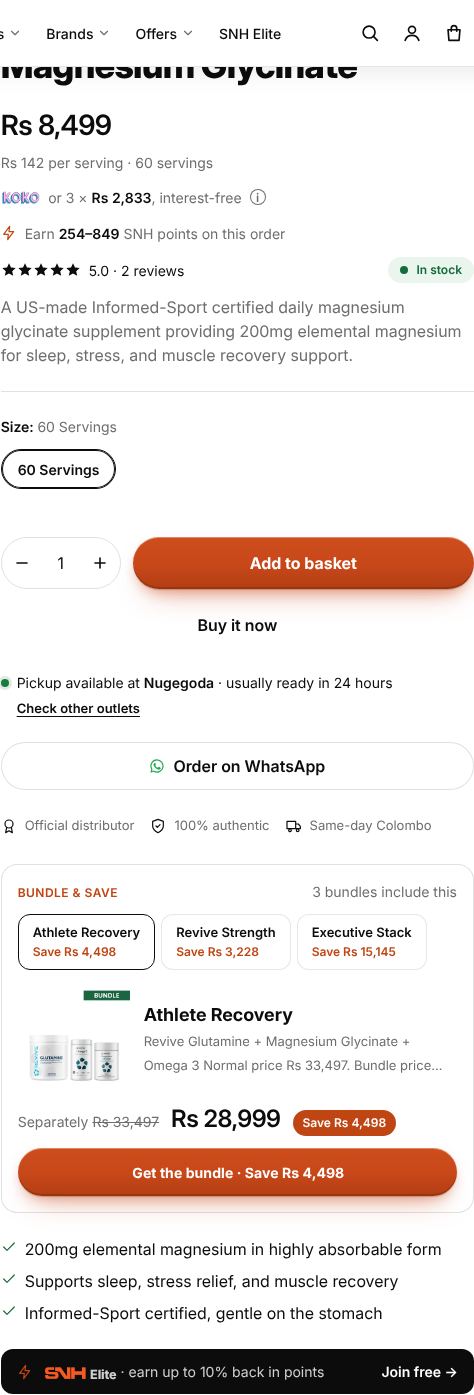 s Brands Offers SNH Elite
Magnesium Glycinate
Rs 8,499
Rs 142 per serving · 60 servings
KOKO or 3 × Rs 2,833, interest-free
Earn 254–849 SNH points on this order
5.0 · 2 reviews In stock
A US-made Informed-Sport certified daily magnesium
glycinate supplement providing 200mg elemental magnesium
for sleep, stress, and muscle recovery support.
Size: 60 Servings
60 Servings
− 1 +
Add to basket
Buy it now
Pickup available at Nugegoda · usually ready in 24 hours
Check other outlets
Order on WhatsApp
Official distributor 100% authentic Same-day Colombo
BUNDLE & SAVE 3 bundles include this
Athlete Recovery Revive Strength Executive Stack
Save Rs 4,498 Save Rs 3,228 Save Rs 15,145
BUNDLE
Athlete Recovery
Revive Glutamine + Magnesium Glycinate +
Omega 3 Normal price Rs 33,497. Bundle price...
REVIVE
GLUTAMINE
Separately Rs 33,497 Rs 28,999 Save Rs 4,498
Get the bundle · Save Rs 4,498
200mg elemental magnesium in highly absorbable form
Supports sleep, stress relief, and muscle recovery
Informed-Sport certified, gentle on the stomach
SNH Elite · earn up to 10% back in points Join free →